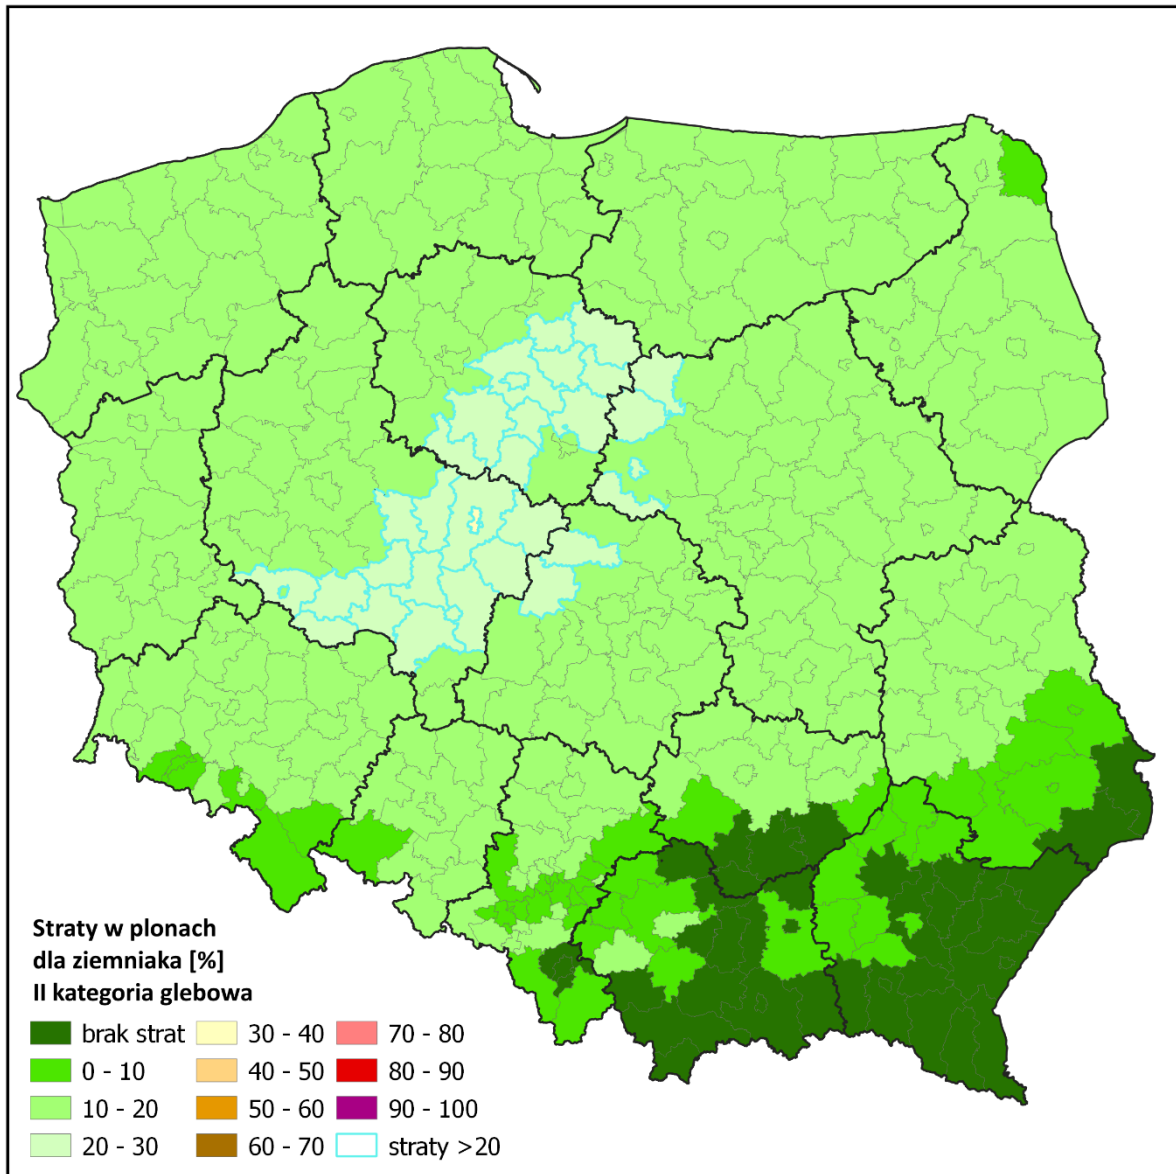 Straty w plonach
dla ziemniaka [%]
II kategoria glebowa
brak strat
0 - 10
10 - 20
20 - 30
30 - 40
40 - 50
50 - 60
60 - 70
70 - 80
80 - 90
90 - 100
straty >20